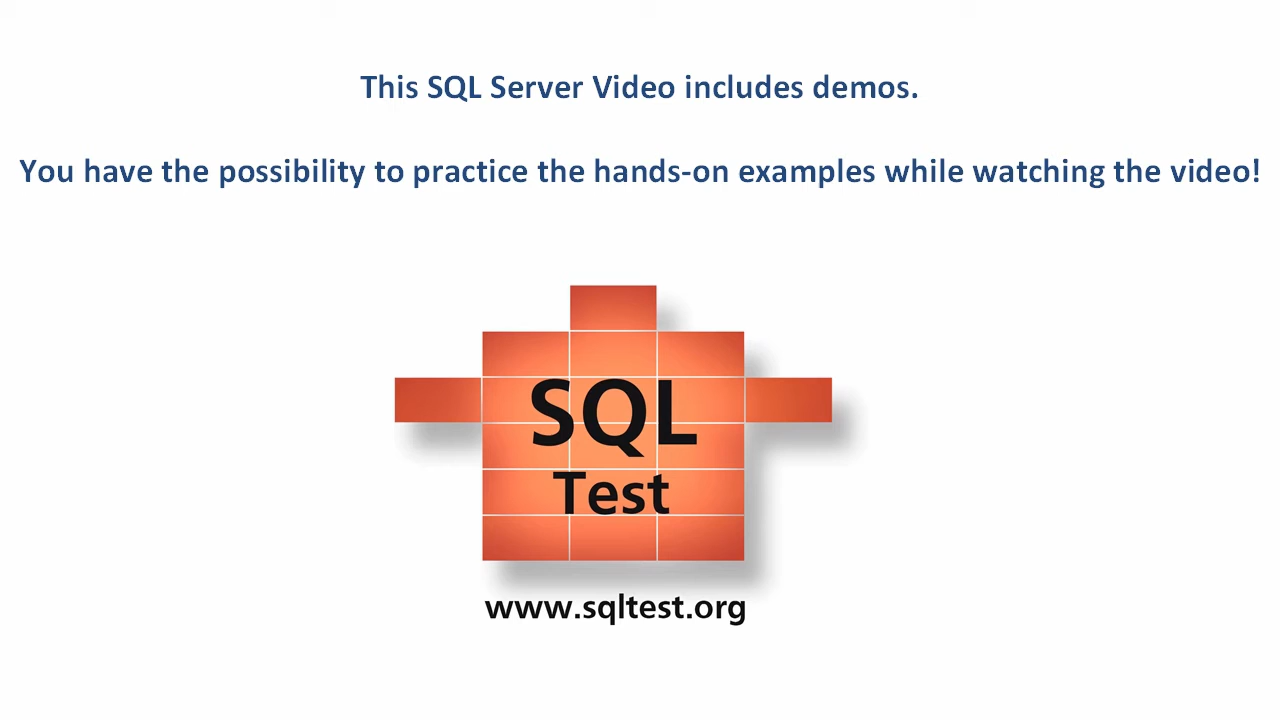 This SQL Server Video includes demos.
You have the possibility to practice the hands-on examples while watching the video!
SQL
Test
www.sqltest.org